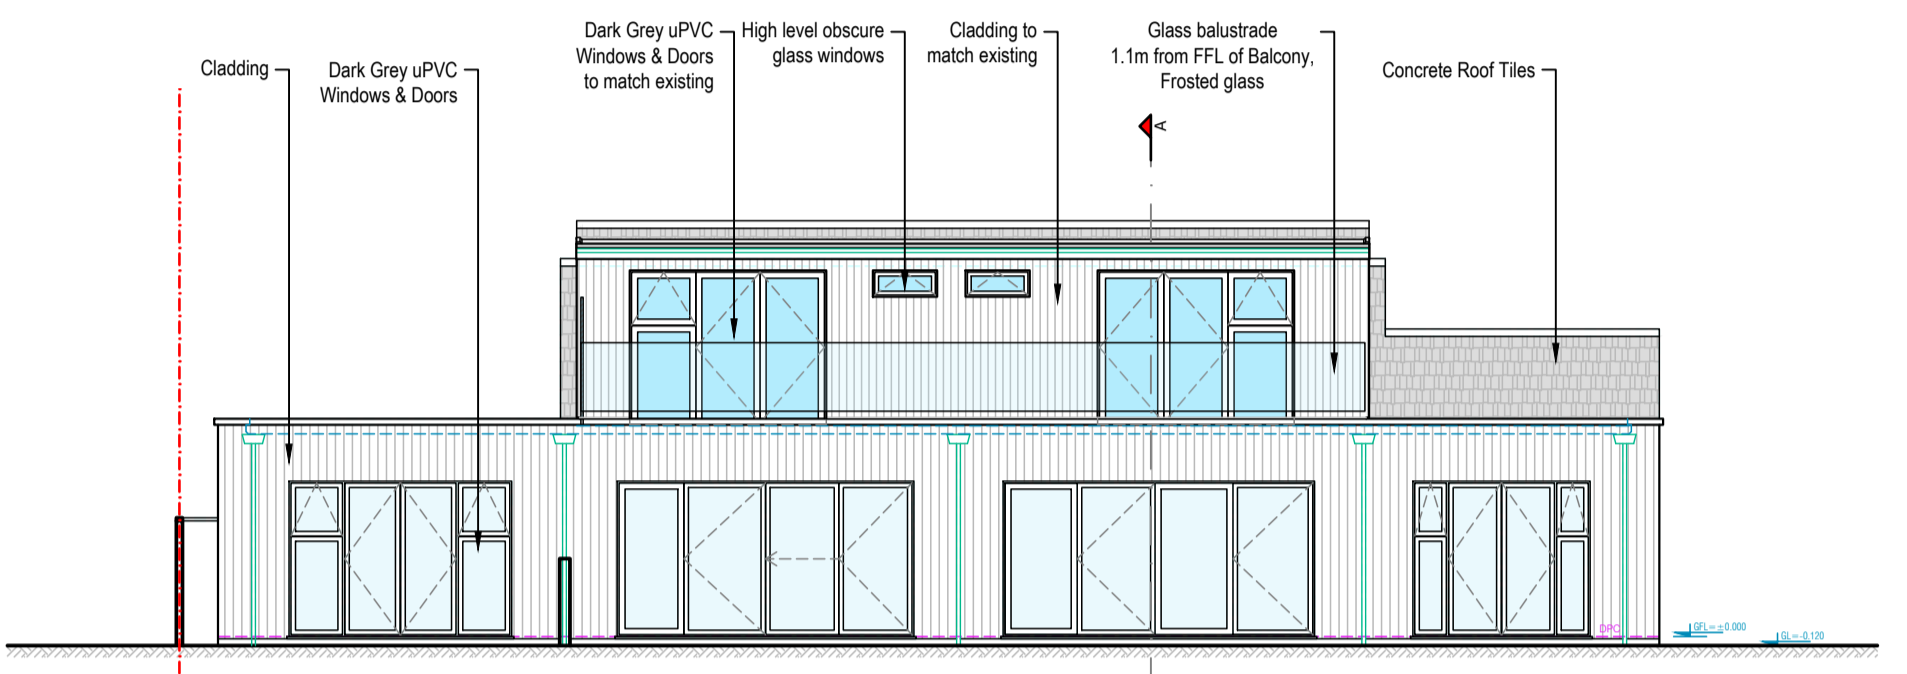 Cladding
Dark Grey uPVC
Windows & Doors
Dark Grey uPVC
Windows & Doors
to match existing
High level obscure
glass windows
Cladding to
match existing
Glass balustrade
1.1m from FFL of Balcony,
Frosted glass
Concrete Roof Tiles
A
DPC
GFL=±0.000
GL=-0.120